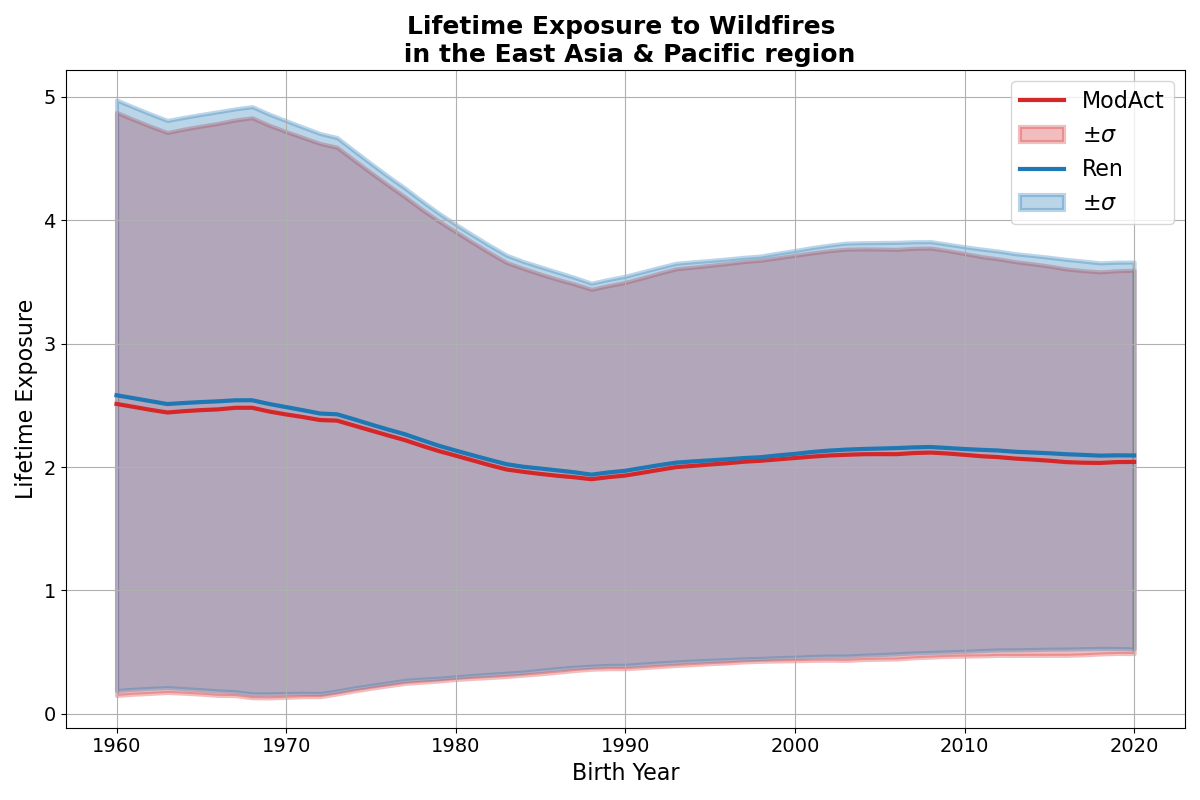 Lifetime Exposure to Wildfires
in the East Asia & Pacific region
ModAct
±σ
Ren
±σ
Lifetime Exposure
5
4
3
2
1
0
1960 1970 1980 1990 2000 2010 2020
Birth Year